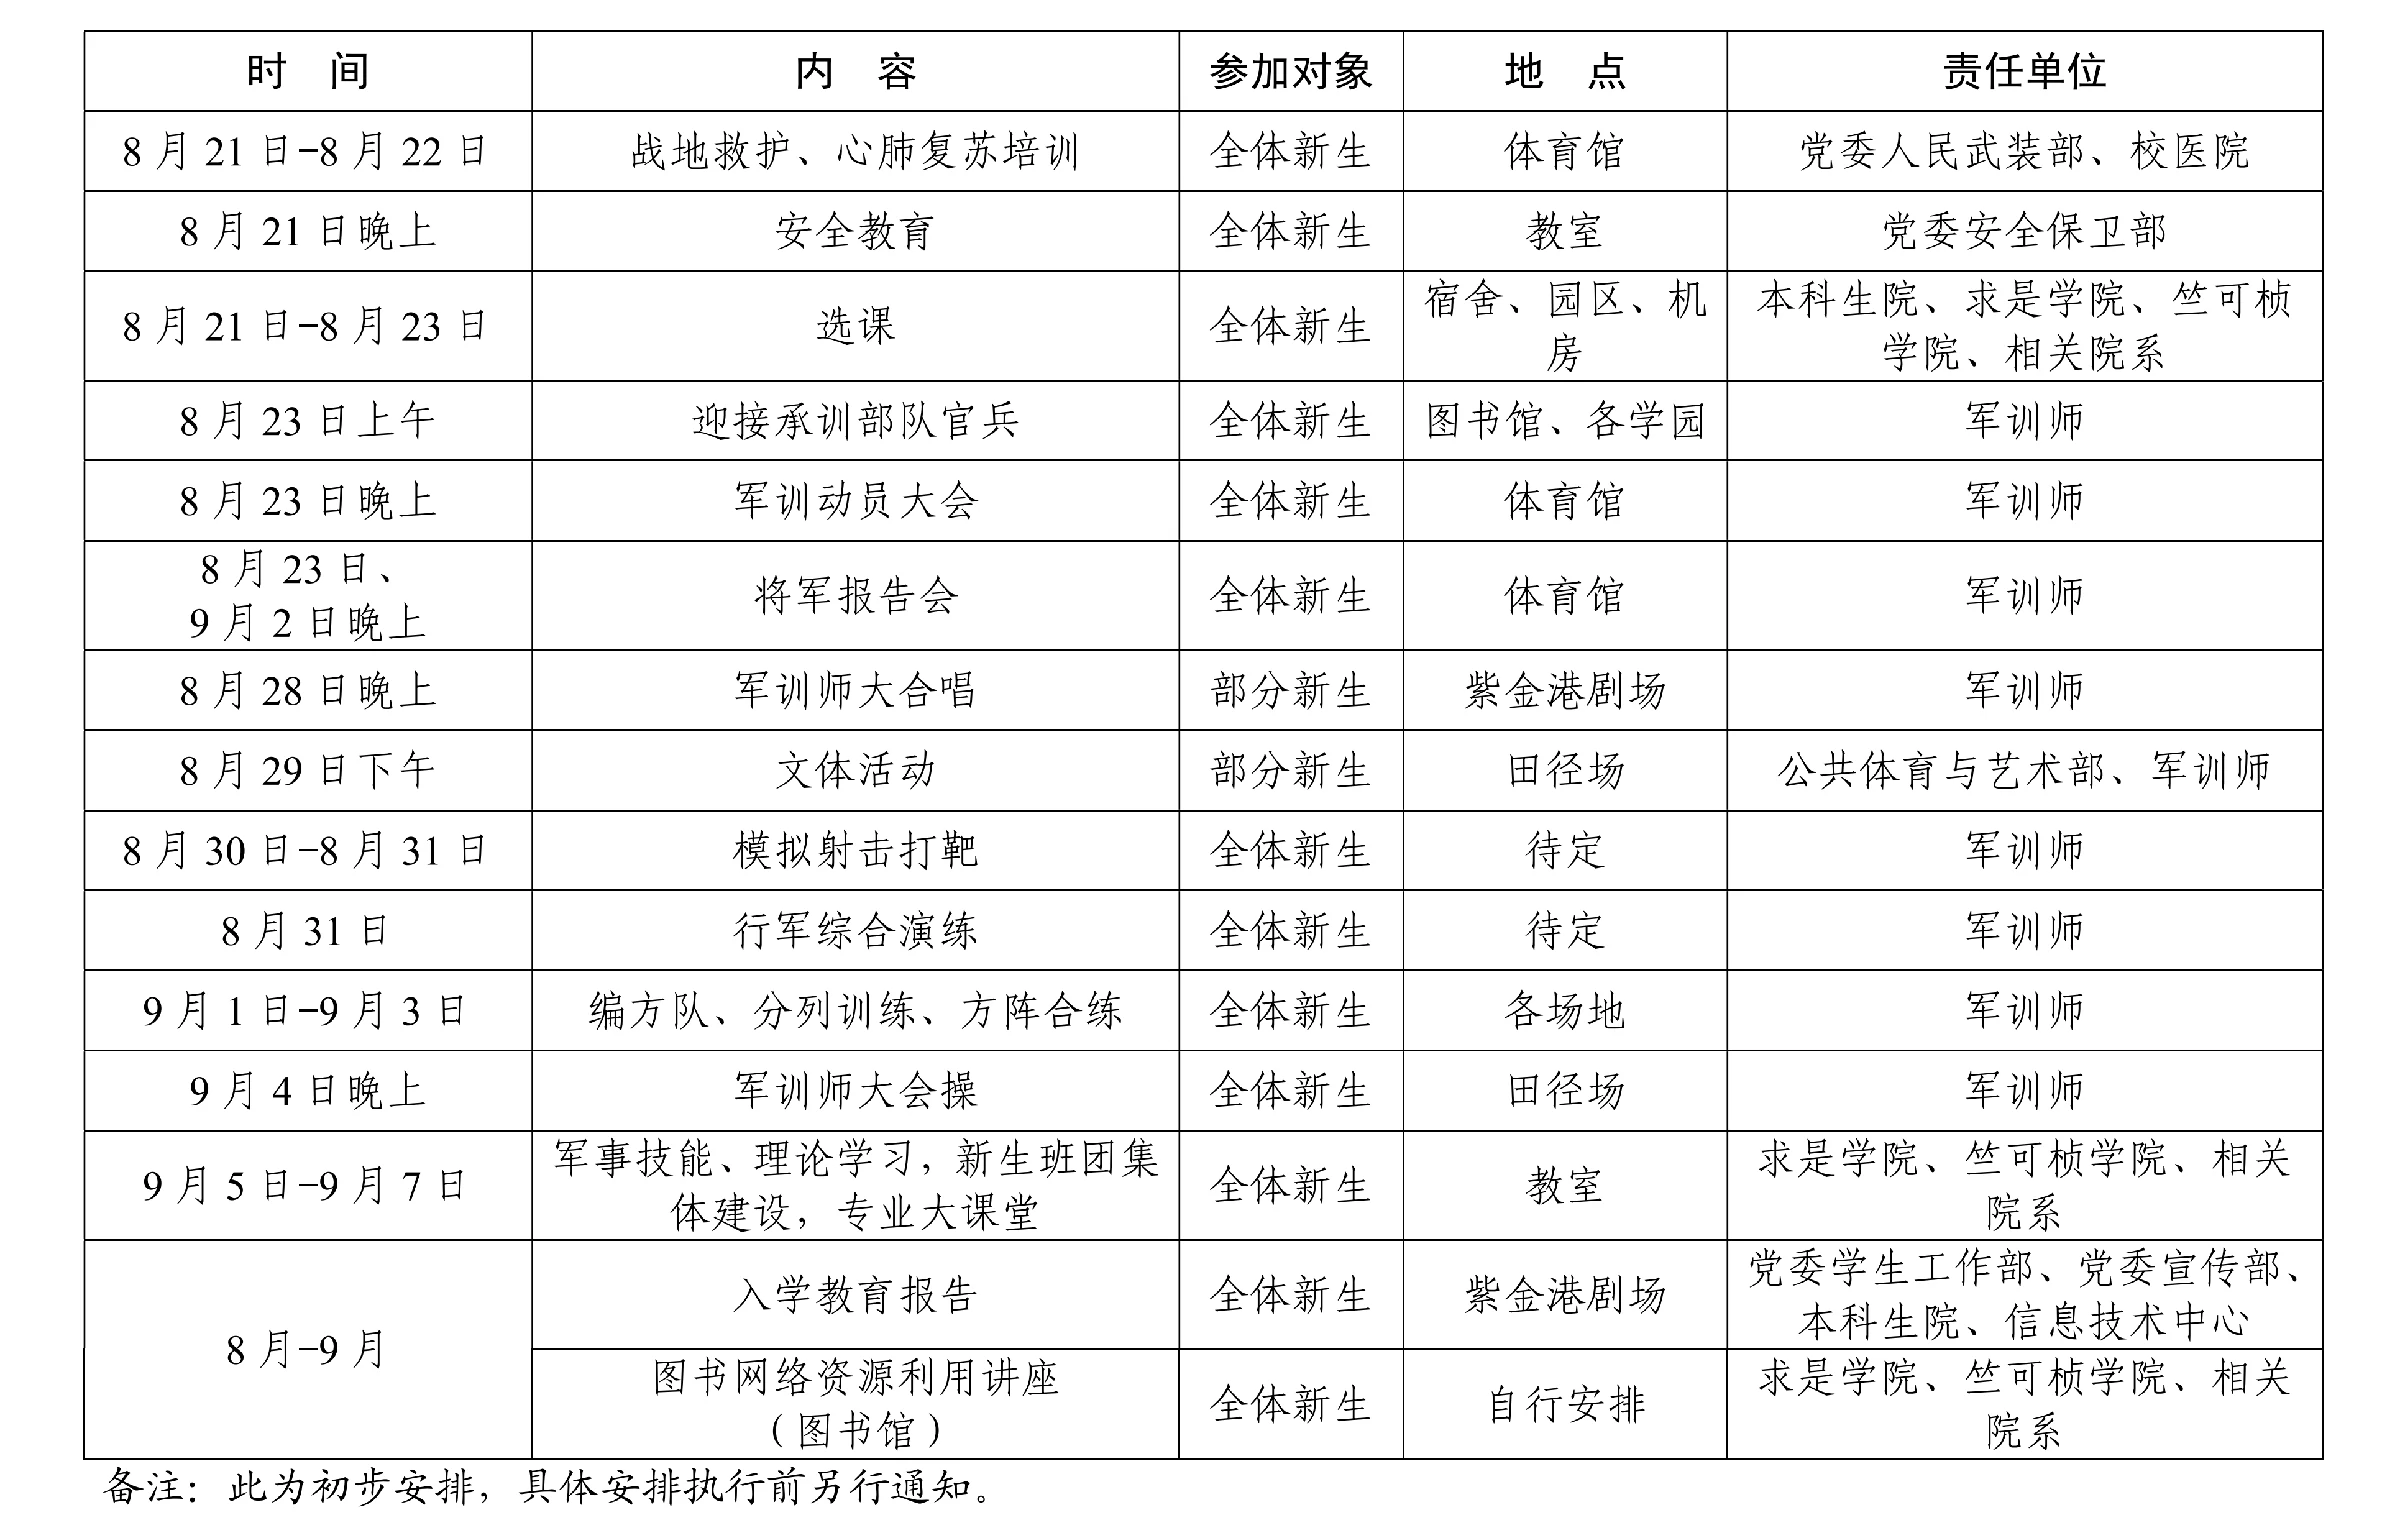 时 间 内 容 参加对象 地 点 责任单位
8 月 21 日-8 月 22 日 战地救护、心肺复苏培训 全体新生 体育馆 党委人民武装部、校医院
8 月 21 日晚上 安全教育 全体新生 教室 党委安全保卫部
8 月 21 日-8 月 23 日 选课 全体新生
宿舍、园区、机
房
本科生院、求是学院、竺可桢
学院、相关院系
8 月 23 日上午 迎接承训部队官兵 全体新生 图书馆、各学园 军训师
8 月 23 日晚上 军训动员大会 全体新生 体育馆 军训师
8 月 23 日、
9 月 2 日晚上
将军报告会 全体新生 体育馆 军训师
8 月 28 日晚上 军训师大合唱 部分新生 紫金港剧场 军训师
8 月 29 日下午 文体活动 部分新生 田径场 公共体育与艺术部、军训师
8 月 30 日-8 月 31 日 模拟射击打靶 全体新生 待定 军训师
8 月 31 日 行军综合演练 全体新生 待定 军训师
9 月 1 日-9 月 3 日 编方队、分列训练、方阵合练 全体新生 各场地 军训师
9 月 4 日晚上 军训师大会操 全体新生 田径场 军训师
9 月 5 日-9 月 7 日
军事技能、理论学习，新生班团集
体建设，专业大课堂
全体新生 教室
求是学院、竺可桢学院、相关
院系
8 月-9 月
入学教育报告 全体新生 紫金港剧场
党委学生工作部、党委宣传部、
本科生院、信息技术中心
图书网络资源利用讲座
（图书馆）
全体新生 自行安排
求是学院、竺可桢学院、相关
院系
备注：此为初步安排，具体安排执行前另行通知。